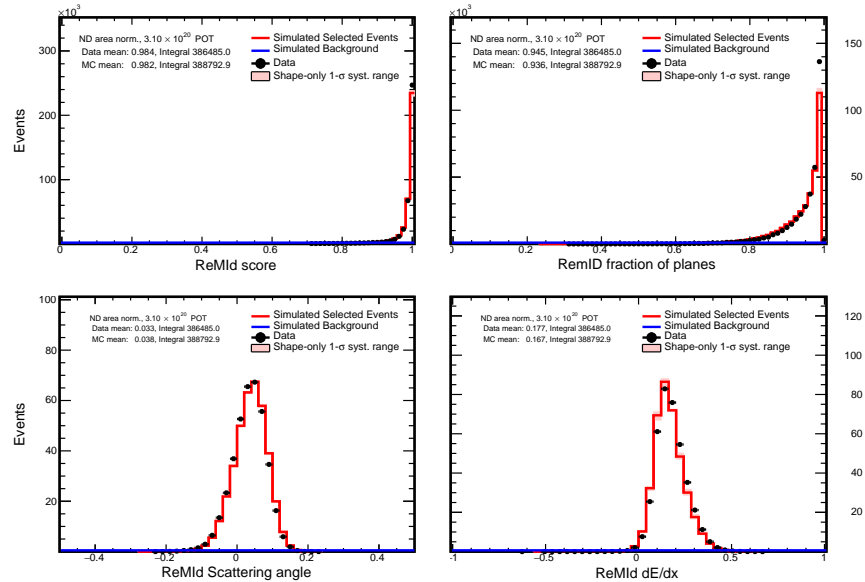 ×10³
ND area norm., 3.10 × 10²⁰ POT
Data mean: 0.984, Integral 386485.0
MC mean: 0.982, Integral 388792.9
Simulated Selected Events
Simulated Background
Data
Shape-only 1-σ syst. range
300
200
100
Events
0 0.2 0.4 0.6 0.8 1
ReMId score
×10³
ND area norm., 3.10 × 10²⁰ POT
Data mean: 0.945, Integral 386485.0
MC mean: 0.936, Integral 388792.9
Simulated Selected Events
Simulated Background
Data
Shape-only 1-σ syst. range
150
100
50
0 0.2 0.4 0.6 0.8 1
RemID fraction of planes
100
ND area norm., 3.10 × 10²⁰ POT
Data mean: 0.033, Integral 386485.0
MC mean: 0.038, Integral 388792.9
Simulated Selected Events
Simulated Background
Data
Shape-only 1-σ syst. range
80
60
40
20
Events
−0.4 −0.2 0 0.2 0.4
ReMId Scattering angle
ND area norm., 3.10 × 10²⁰ POT
Data mean: 0.177, Integral 386485.0
MC mean: 0.167, Integral 388792.9
Simulated Selected Events
Simulated Background
Data
Shape-only 1-σ syst. range
120
100
80
60
40
20
-1 −0.5 0 0.5 1
ReMId dE/dx